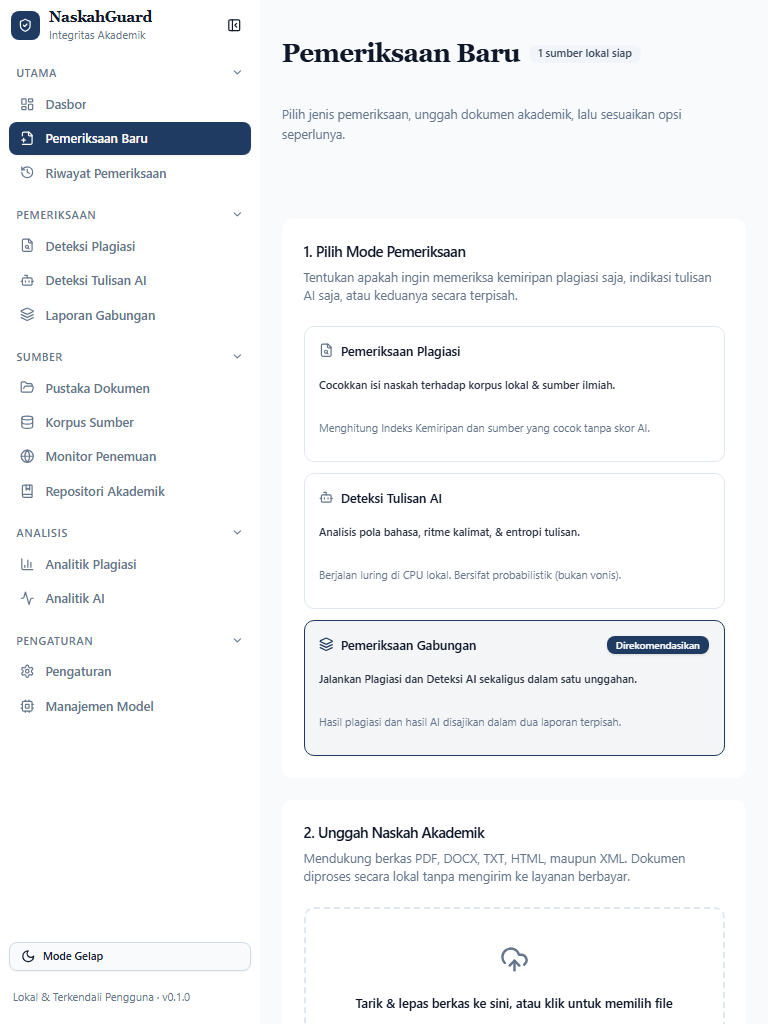 NaskahGuard
Integritas Akademik
UTAMA
Dasbor
Pemeriksaan Baru
Riwayat Pemeriksaan
PEMERIKSAAN
Deteksi Plagiasi
Deteksi Tulisan AI
Laporan Gabungan
SUMBER
Pustaka Dokumen
Korpus Sumber
Monitor Penemuan
Repositori Akademik
ANALISIS
Analitik Plagiasi
Analitik AI
PENGATURAN
Pengaturan
Manajemen Model
Mode Gelap
Lokal & Terkendali Pengguna · v0.1.0
Pemeriksaan Baru
1 sumber lokal siap
Pilih jenis pemeriksaan, unggah dokumen akademik, lalu sesuaikan opsi
seperlunya.
1. Pilih Mode Pemeriksaan
Tentukan apakah ingin memeriksa kemiripan plagiasi saja, indikasi tulisan
AI saja, atau keduanya secara terpisah.
Pemeriksaan Plagiasi
Cocokkan isi naskah terhadap korpus lokal & sumber ilmiah.
Menghitung Indeks Kemiripan dan sumber yang cocok tanpa skor AI.
Deteksi Tulisan AI
Analisis pola bahasa, ritme kalimat, & entropi tulisan.
Berjalan luring di CPU lokal. Bersifat probabilistik (bukan vonis).
Pemeriksaan Gabungan
Direkomendasikan
Jalankan Plagiasi dan Deteksi AI sekaligus dalam satu unggahan.
Hasil plagiasi dan hasil AI disajikan dalam dua laporan terpisah.
2. Unggah Naskah Akademik
Mendukung berkas PDF, DOCX, TXT, HTML, maupun XML. Dokumen
diproses secara lokal tanpa mengirim ke layanan berbayar.
Tarik & lepas berkas ke sini, atau klik untuk memilih file